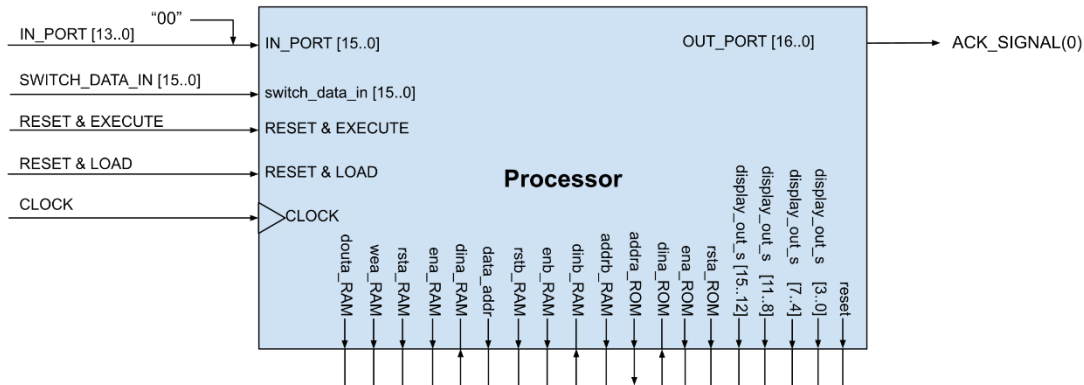 “00”
IN_PORT [13..0]
IN_PORT [15..0]
OUT_PORT [16..0]
ACK_SIGNAL(0)
SWITCH_DATA_IN [15..0]
switch_data_in [15..0]
RESET & EXECUTE
RESET & EXECUTE
RESET & LOAD
RESET & LOAD
Processor
CLOCK
CLOCK
douta_RAM
wea_RAM
rsta_RAM
ena_RAM
dina_RAM
data_addr
rstb_RAM
enb_RAM
dinb_RAM
addrb_RAM
addra_ROM
dina_ROM
ena_ROM
rsta_ROM
display_out_s [15..12]
display_out_s [11..8]
display_out_s [7..4]
display_out_s [3..0]
reset